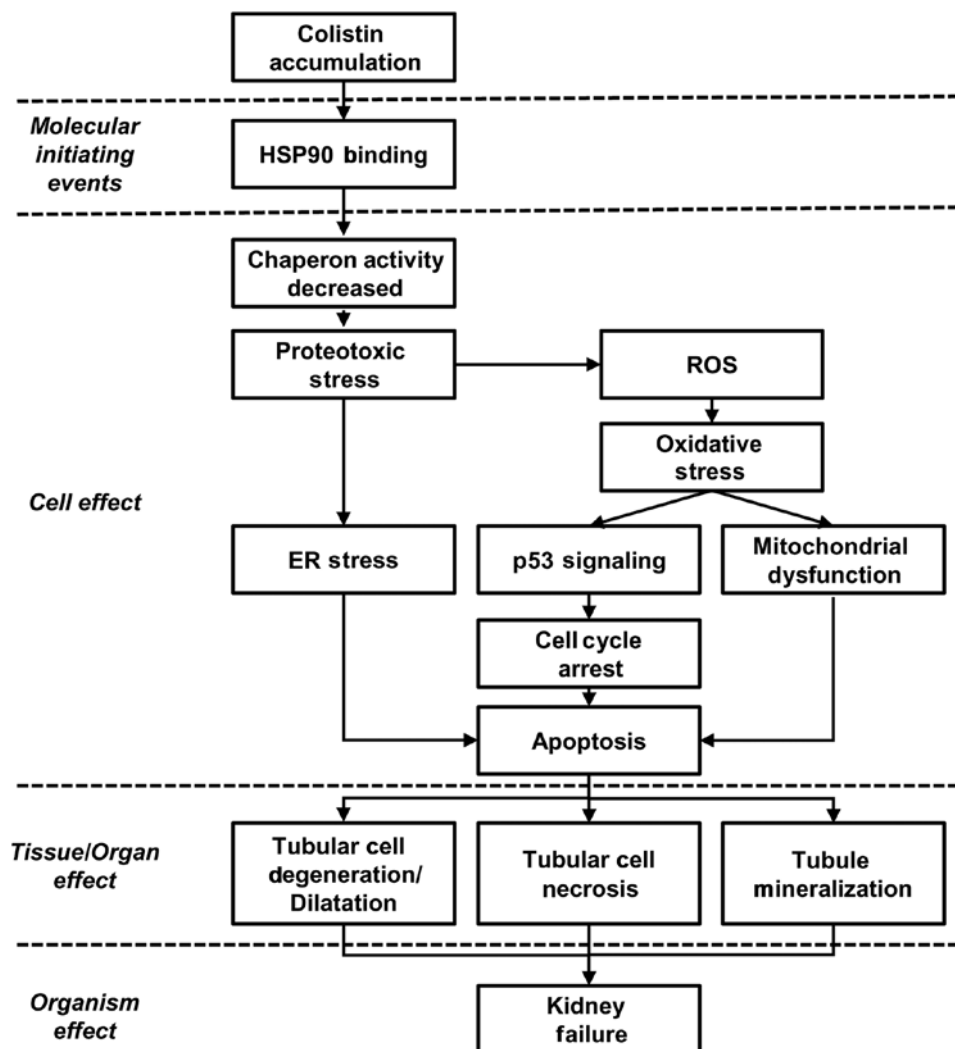 Colistin
accumulation
Molecular
initiating
events
HSP90 binding
Chaperon activity
decreased
Proteotoxic
stress
ROS
Oxidative
stress
Cell effect
ER stress
p53 signaling
Mitochondrial
dysfunction
Cell cycle
arrest
Apoptosis
Tissue/Organ
effect
Tubular cell
degeneration/
Dilatation
Tubular cell
necrosis
Tubule
mineralization
Organism
effect
Kidney
failure